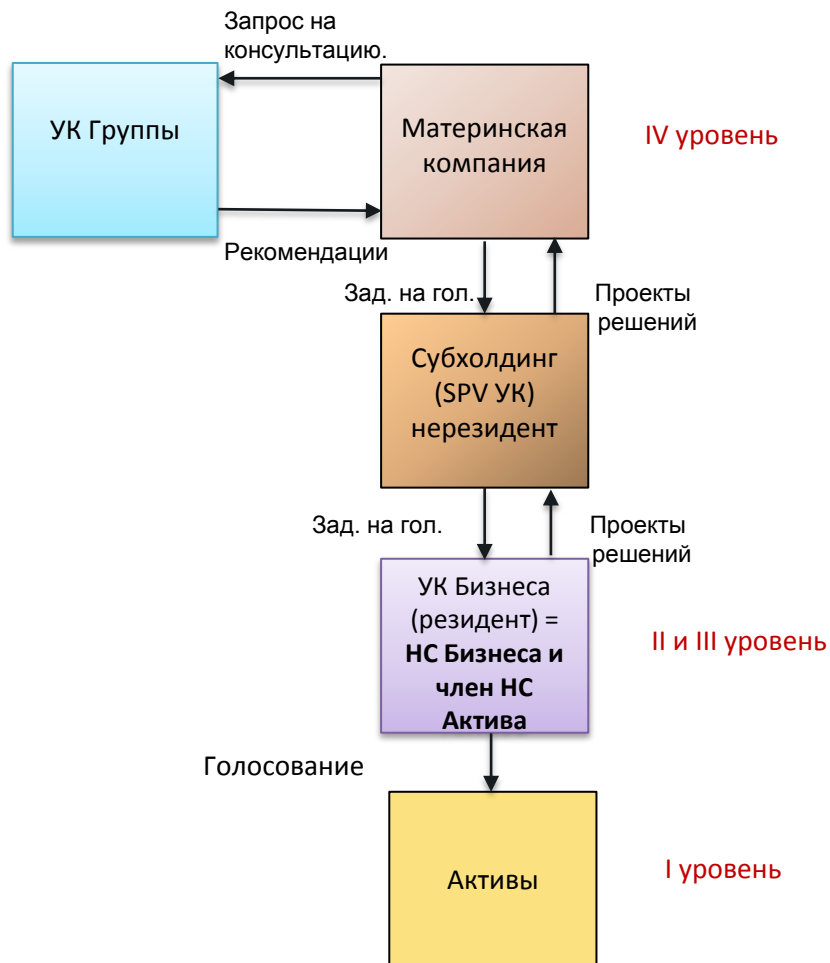 Запрос на
консультацию.
УК Группы
Материнская
компания
IV уровень
Рекомендации
Зад. на гол.
Проекты
решений
Субхолдинг
(SPV УК)
нерезидент
Зад. на гол.
Проекты
решений
УК Бизнеса
(резидент) =
НС Бизнеса и
член НС
Актива
II и III уровень
Голосование
Активы
I уровень